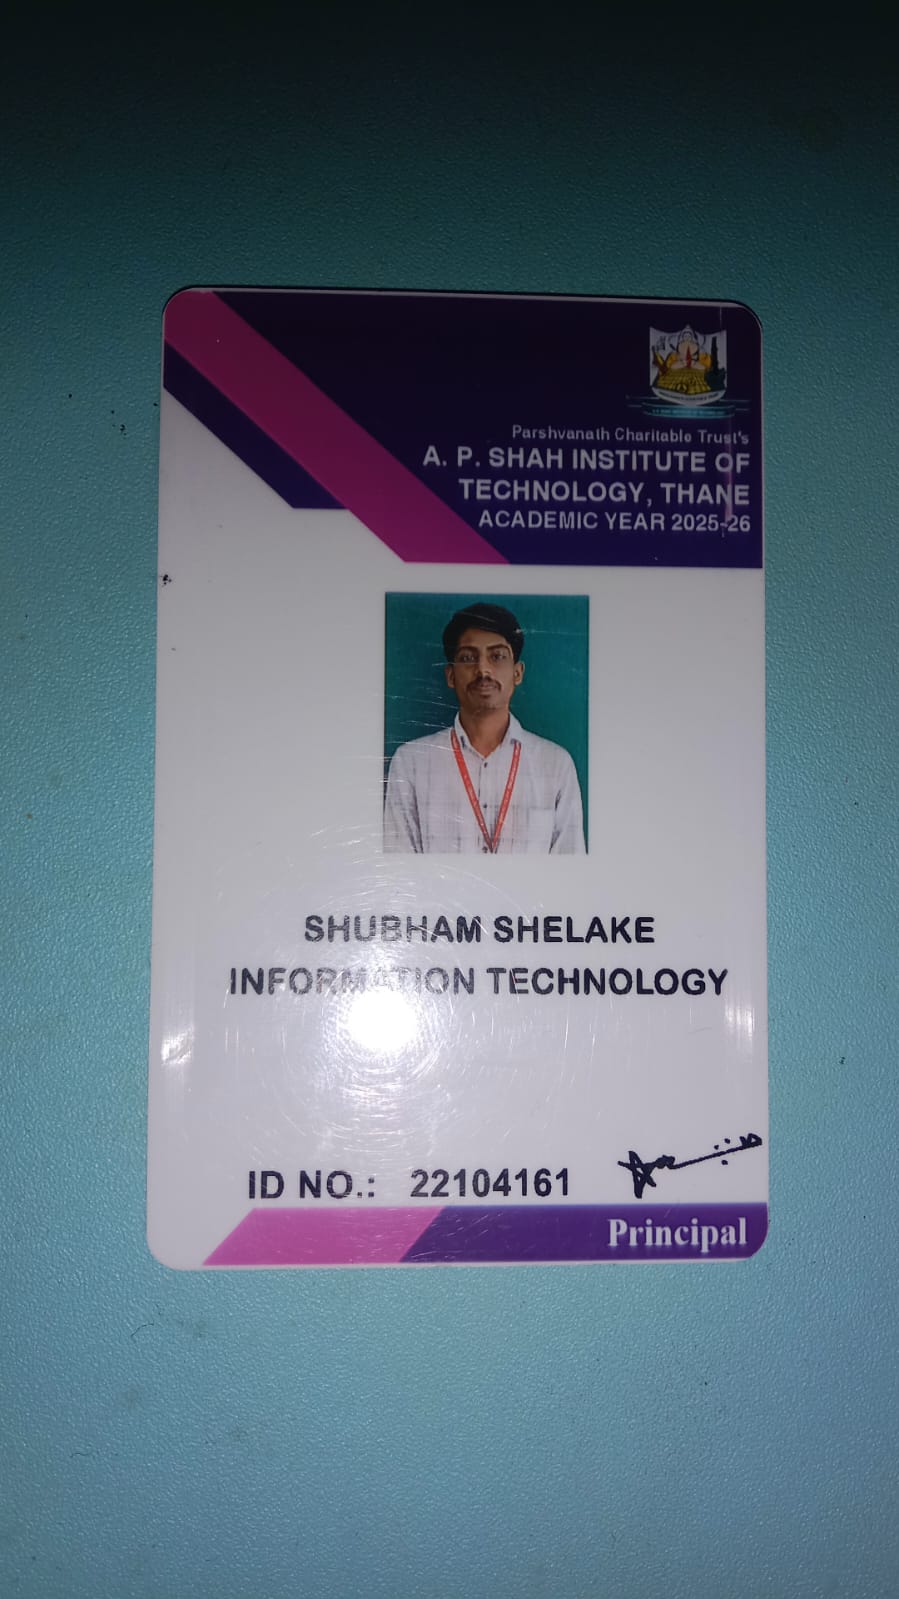 Parshvanath Charitable Trust's
A. P. SHAH INSTITUTE OF
TECHNOLOGY, THANE
ACADEMIC YEAR 2025-26
SHUBHAM SHELAKE
INFORMATION TECHNOLOGY
ID NO.: 22104161
Principal